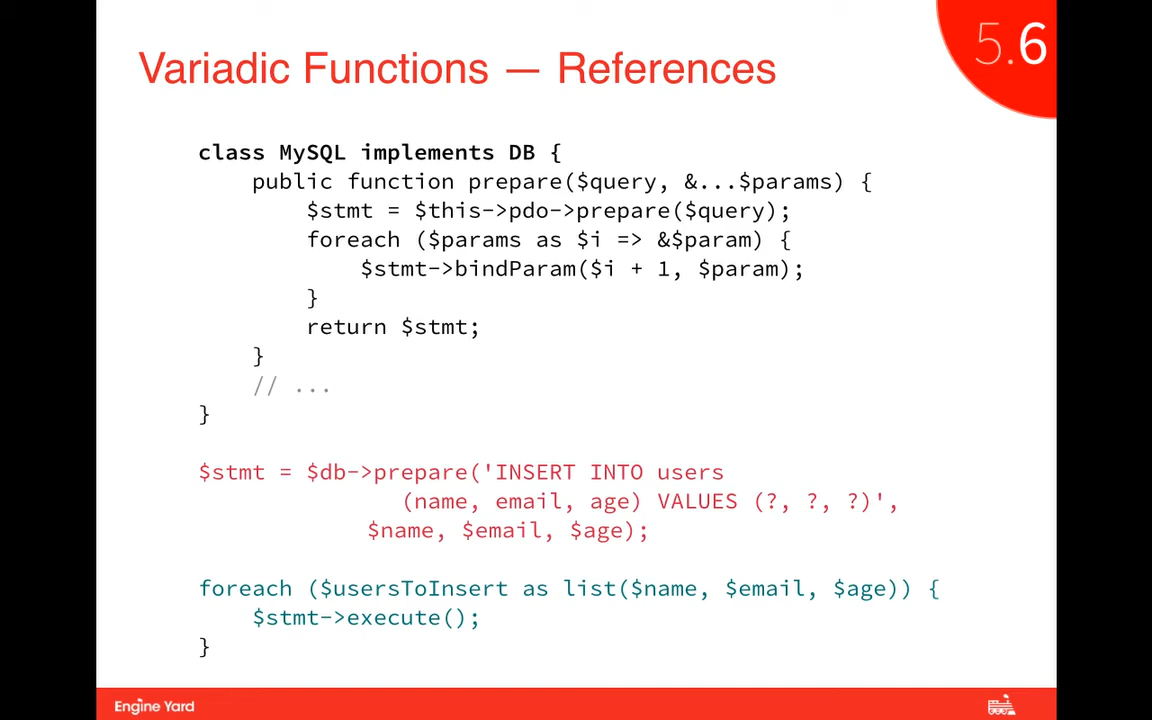 5.6
Variadic Functions — References
class MySQL implements DB {
    public function prepare($query, &...$params) {
        $stmt = $this->pdo->prepare($query);
        foreach ($params as $i => &$param) {
            $stmt->bindParam($i + 1, $param);
        }
        return $stmt;
    }
    // ...
}
$stmt = $db->prepare('INSERT INTO users
               (name, email, age) VALUES (?, ?, ?)',
            $name, $email, $age);
foreach ($usersToInsert as list($name, $email, $age)) {
    $stmt->execute();
}
Engine Yard